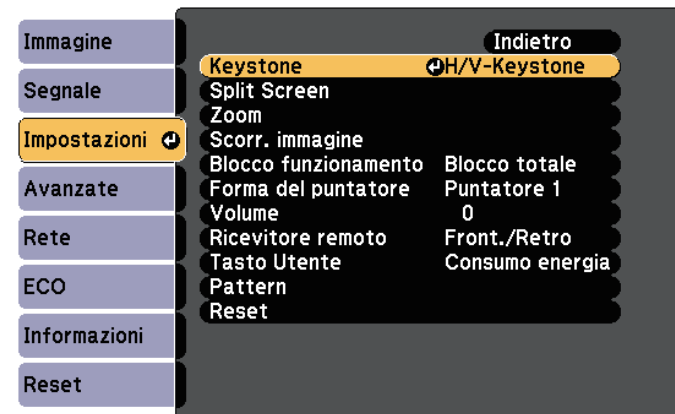 Immagine
Segnale
Impostazioni
Avanzate
Rete
ECO
Informazioni
Reset
Indietro
Keystone H/V-Keystone
Split Screen
Zoom
Scorr. immagine
Blocco funzionamento Blocco totale
Forma del puntatore Puntatore 1
Volume 0
Ricevitore remoto Front./Retro
Tasto Utente Consumo energia
Pattern
Reset